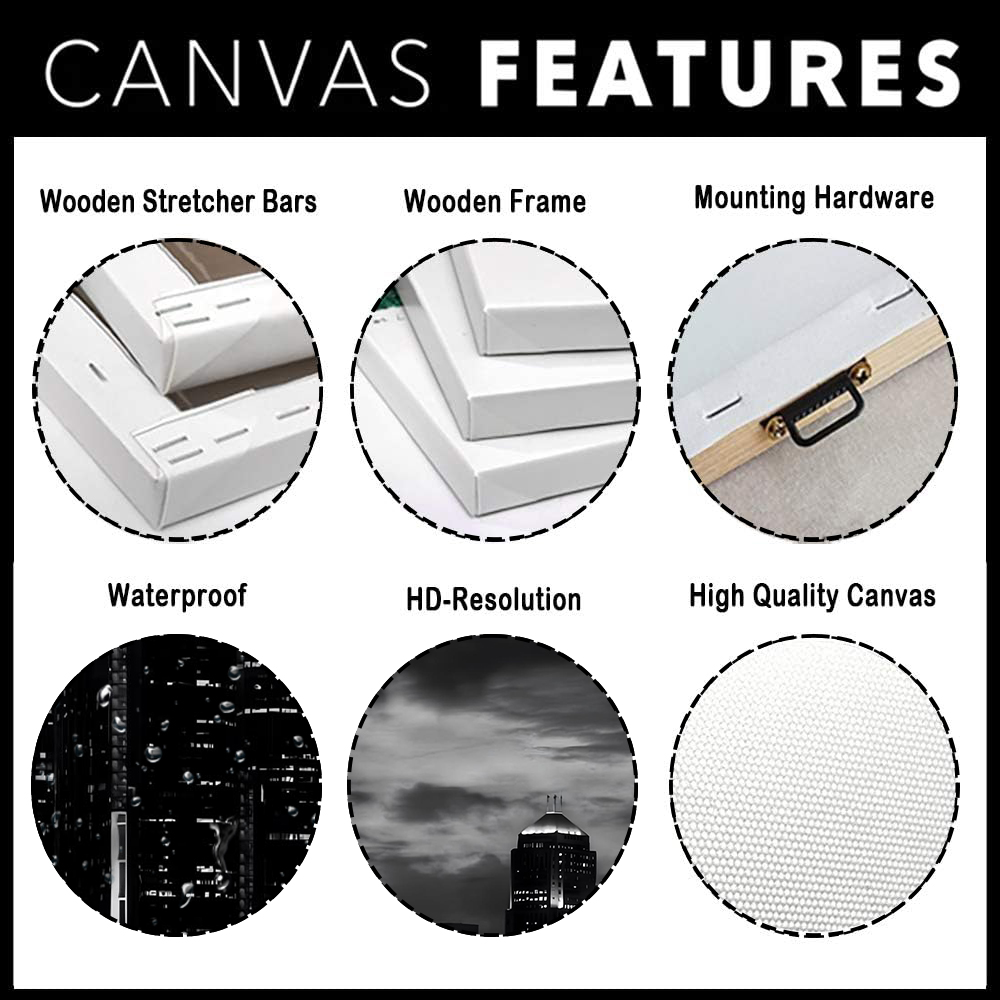 CANVAS FEATURES
Wooden Stretcher Bars
Wooden Frame
Mounting Hardware
Waterproof
HD-Resolution
High Quality Canvas